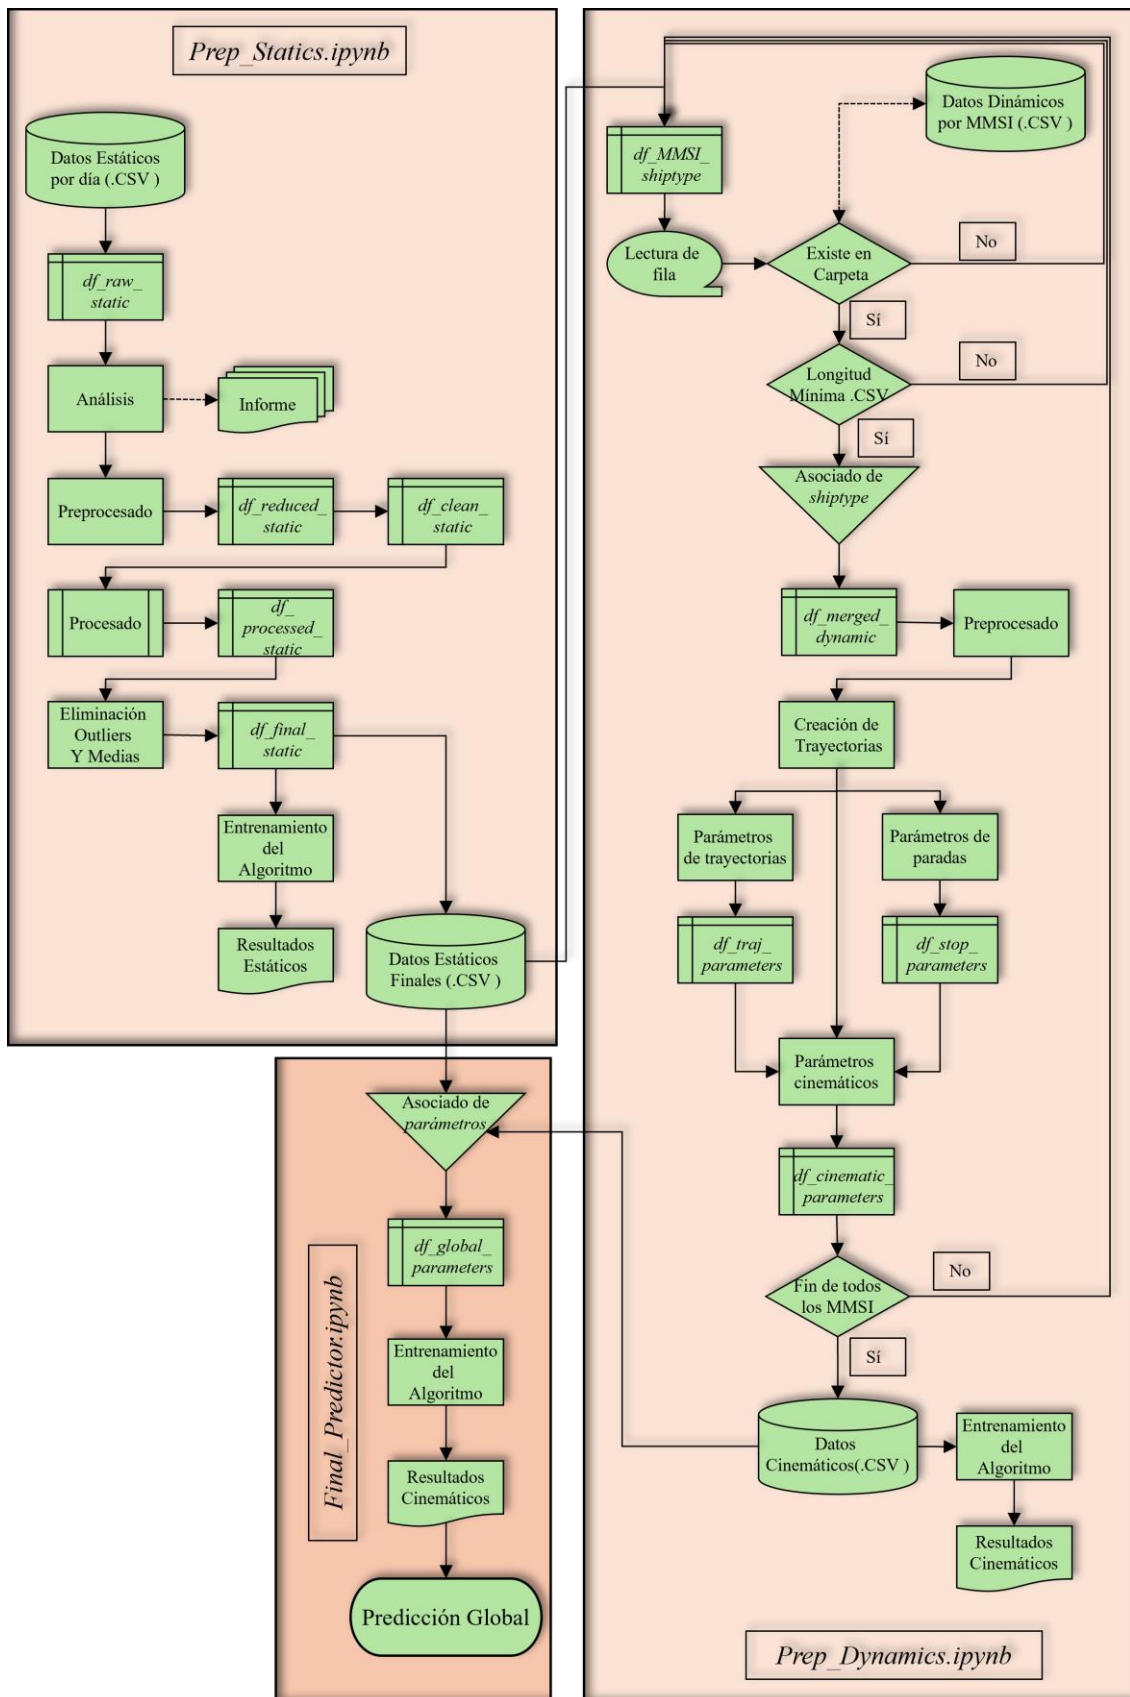 Prep_Statics.ipynb
Datos Estáticos
por día (.CSV )
df_raw_
static
Análisis
Informe
Preprocesado
df_reduced_
static
df_clean_
static
Procesado
df_
processed_
static
Eliminación
Outliers
Y Medias
df_final_
static
Entrenamiento
del
Algoritmo
Resultados
Estáticos
Datos Estáticos
Finales (.CSV )
Datos Dinámicos
por MMSI (.CSV )
df_MMSI_
shiptype
Lectura de
fila
Existe en
Carpeta
No
Sí
Longitud
Mínima .CSV
No
Sí
Asociado de
shiptype
df_merged_
dynamic
Preprocesado
Creación de
Trayectorias
Parámetros
de trayectorias
Parámetros de
paradas
df_traj_
parameters
df_stop_
parameters
Parámetros
cinemáticos
df_cinematic_
parameters
Fin de todos
los MMSI
No
Sí
Datos
Cinemáticos(.CSV )
Entrenamiento
del
Algoritmo
Resultados
Cinemáticos
Prep_Dynamics.ipynb
Final_Predictor.ipynb
Asociado de
parámetros
df_global_
parameters
Entrenamiento
del
Algoritmo
Resultados
Cinemáticos
Predicción Global